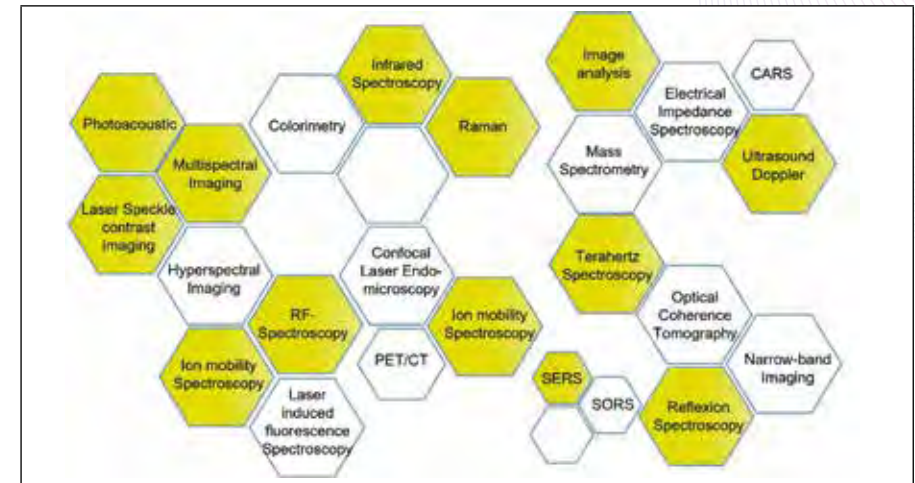 Infrared
Spectroscopy
Image
analysis
CARS
Electrical
Impedance
Spectroscopy
Photoacoustic
Colorimetry
Raman
Mass
Spectrometry
Ultrasound
Doppler
Multispectral
Imaging
Laser Speckle
contrast
imaging
Hyperspectral
Imaging
Confocal
Laser Endo-
microscopy
Terahertz
Spectroscopy
RF-
Spectroscopy
Ion mobility
Spectroscopy
Optical
Coherence
Tomography
Ion mobility
Spectroscopy
PET/CT
Narrow-band
Imaging
SERS
SORS
Reflexion
Spectroscopy
Laser
induced
fluorescence
Spectroscopy